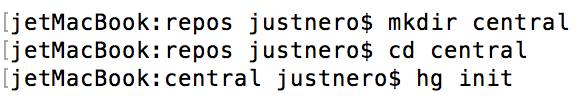 [jetMacBook:repos justnero$ mkdir central
[jetMacBook:repos justnero$ cd central
[jetMacBook:central justnero$ hg init